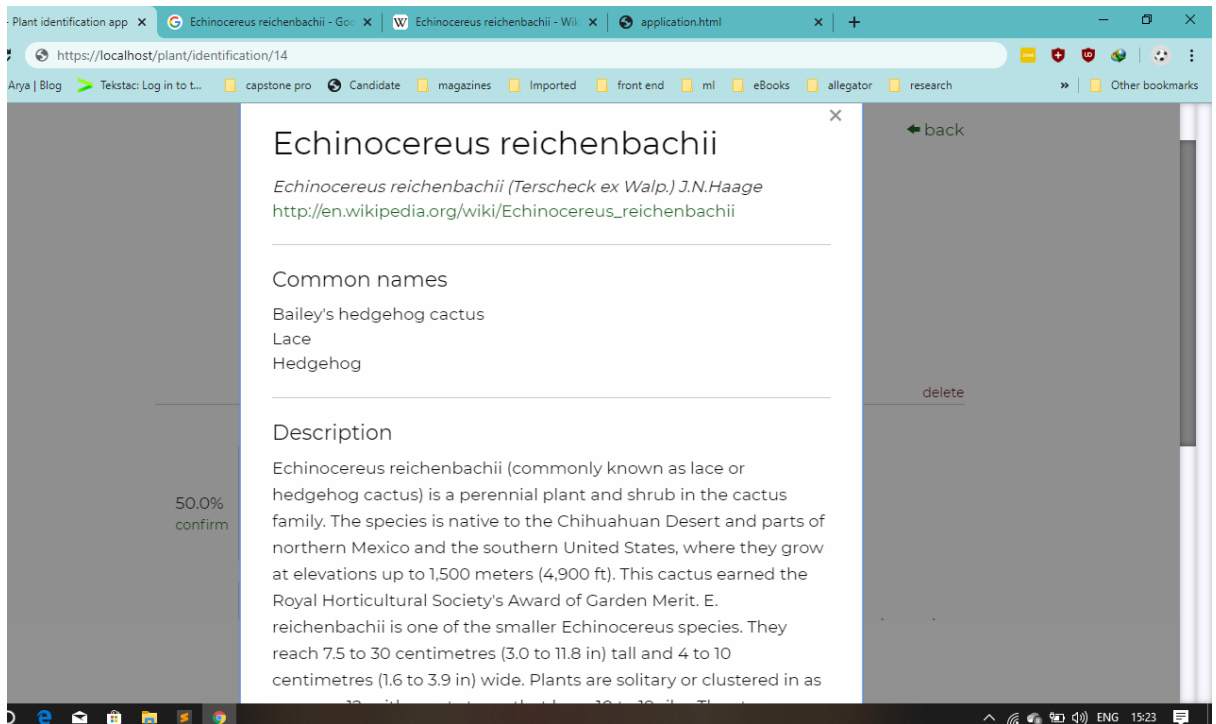 Plant identification app
Echinocereus reichenbachii - Goo
Echinocereus reichenbachii - Wik
application.html
https://localhost/plant/identification/14
Arya | Blog
Tekstac: Log in to t...
capstone pro
Candidate
magazines
Imported
front end
ml
eBooks
allegator
research
»
Other bookmarks
back
Echinocereus reichenbachii
Echinocereus reichenbachii (Terscheck ex Walp.) J.N.Haage
http://en.wikipedia.org/wiki/Echinocereus_reichenbachii
Common names
Bailey's hedgehog cactus
Lace
Hedgehog
delete
Description
Echinocereus reichenbachii (commonly known as lace or
hedgehog cactus) is a perennial plant and shrub in the cactus
family. The species is native to the Chihuahuan Desert and parts of
northern Mexico and the southern United States, where they grow
at elevations up to 1,500 meters (4,900 ft). This cactus earned the
Royal Horticultural Society's Award of Garden Merit. E.
reichenbachii is one of the smaller Echinocereus species. They
reach 7.5 to 30 centimetres (3.0 to 11.8 in) tall and 4 to 10
centimetres (1.6 to 3.9 in) wide. Plants are solitary or clustered in as
50.0%
confirm
ENG
15:23